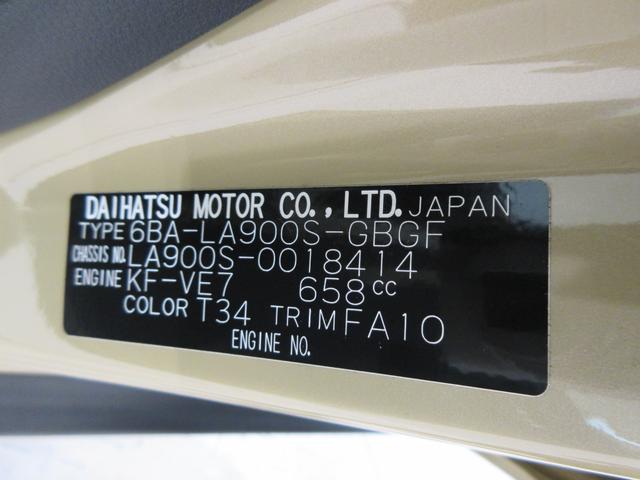 DAIHATSU MOTOR CO., LTD. JAPAN
TYPE 6BA-LA900S-GBGF
CHASSIS NO. LA900S-0018414
ENGINE KF-VE7 658cc
COLOR T34 TRIM FA10
ENGINE NO.